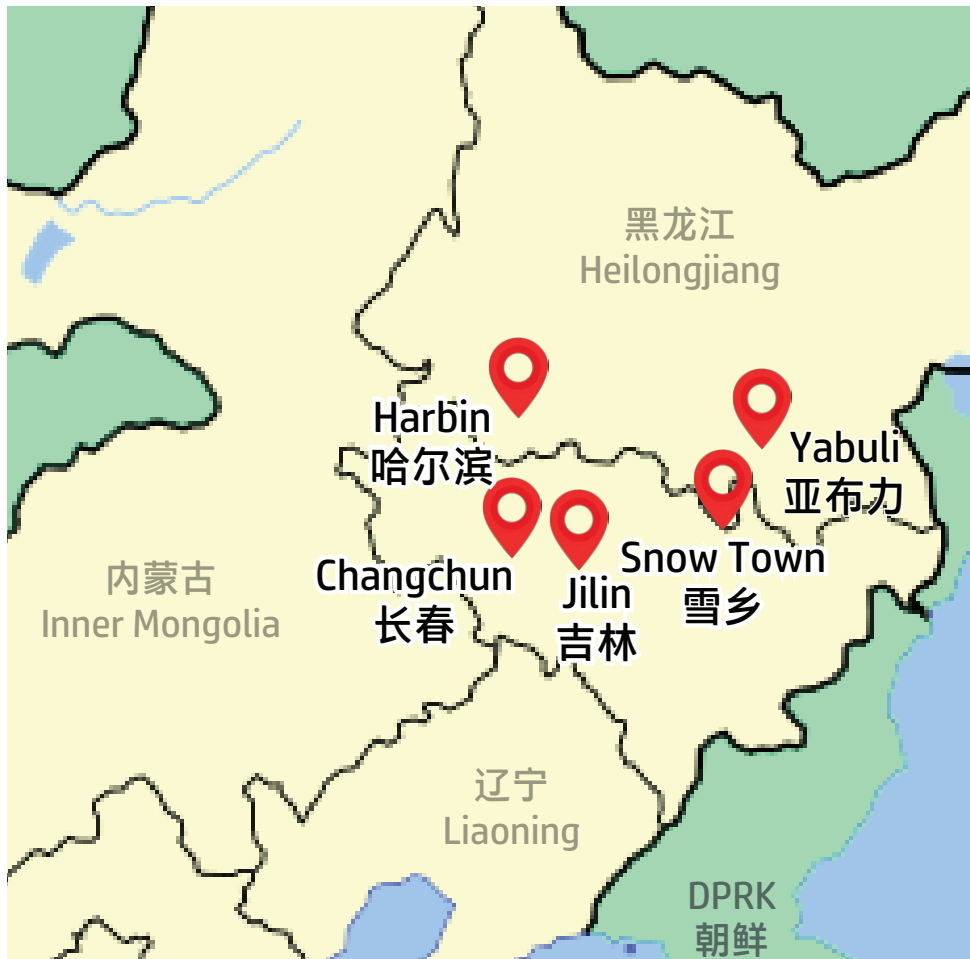 黑龙江
Heilongjiang
Harbin
哈尔滨
Yabuli
亚布力
Snow Town
雪乡
Changchun
长春
Jilin
吉林
内蒙古
Inner Mongolia
辽宁
Liaoning
DPRK
朝鲜